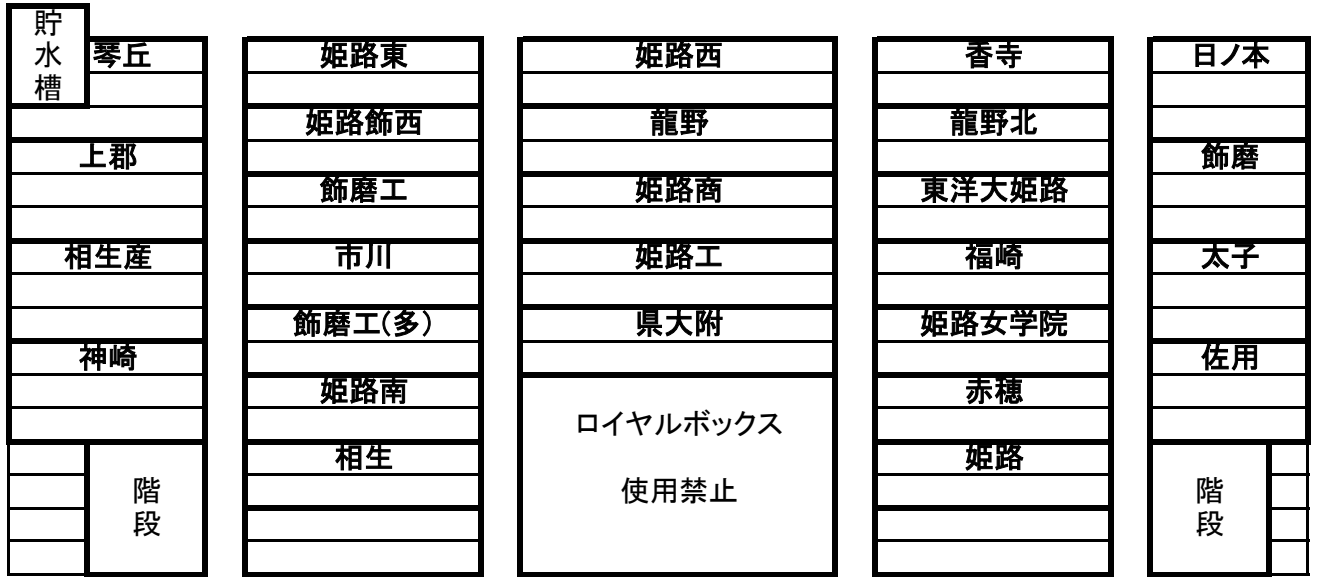 貯水槽
琴丘 姫路東 姫路西 香寺 日ノ本
姫路飾西 龍野 龍野北
上郡 飾磨
飾磨工 姫路商 東洋大姫路
相生産 市川 姫路工 福崎 太子
飾磨工(多) 県大附 姫路女学院
神崎 佐用
姫路南 赤穂
ロイヤルボックス
相生 姫路
使用禁止
階段 階段